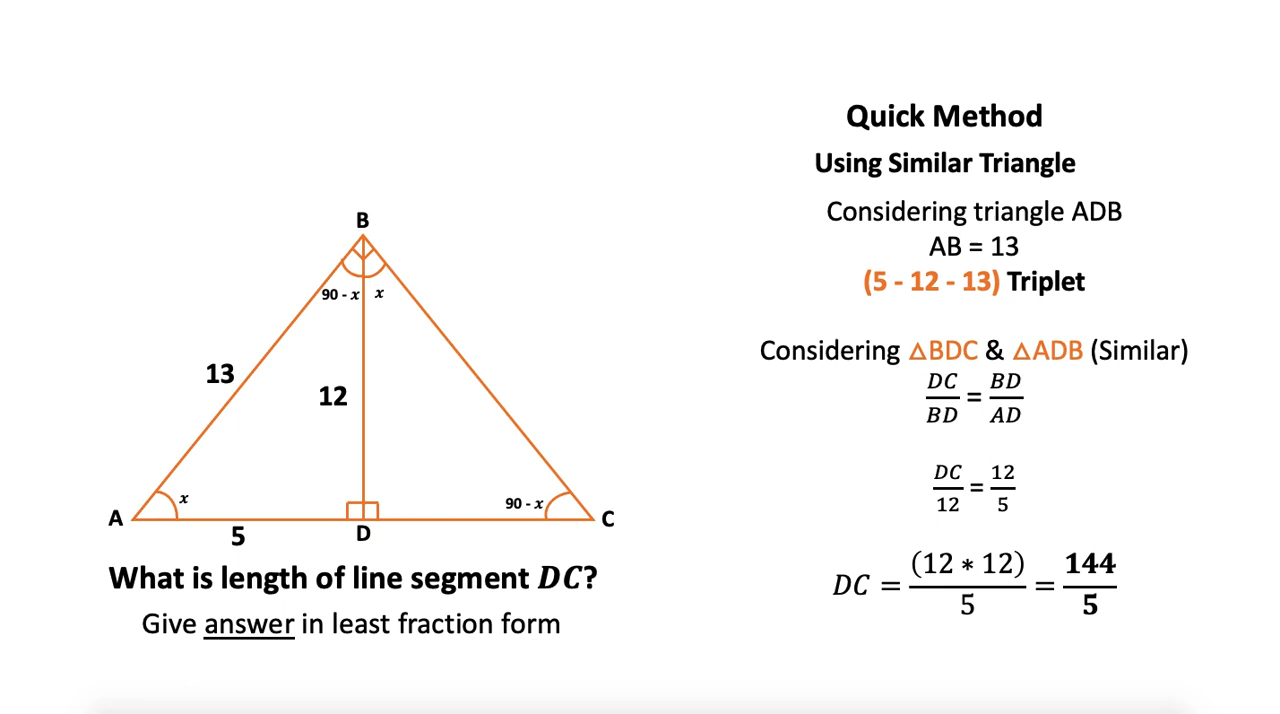 Quick Method
Using Similar Triangle
Considering triangle ADB
AB = 13
(5 - 12 - 13) Triplet
Considering △BDC & △ADB (Similar)
DC/BD = BD/AD
DC/12 = 12/5
DC = (12 * 12)/5 = 144/5
B
90 - x
x
13
12
x
90 - x
A
C
5
D
What is length of line segment DC?
Give answer in least fraction form